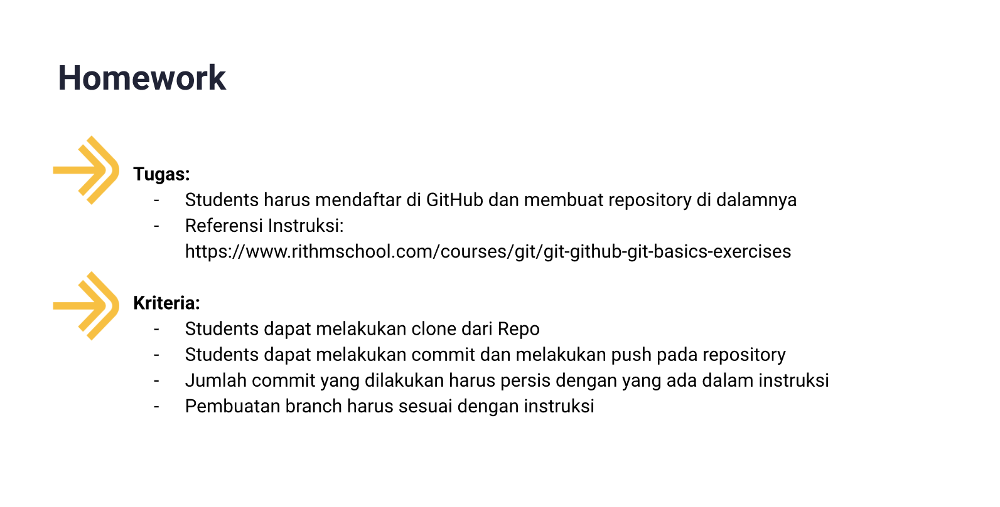 Homework
Tugas:
- Students harus mendaftar di GitHub dan membuat repository di dalamnya
- Referensi Instruksi:
https://www.rithmschool.com/courses/git/git-github-git-basics-exercises
Kriteria:
- Students dapat melakukan clone dari Repo
- Students dapat melakukan commit dan melakukan push pada repository
- Jumlah commit yang dilakukan harus persis dengan yang ada dalam instruksi
- Pembuatan branch harus sesuai dengan instruksi